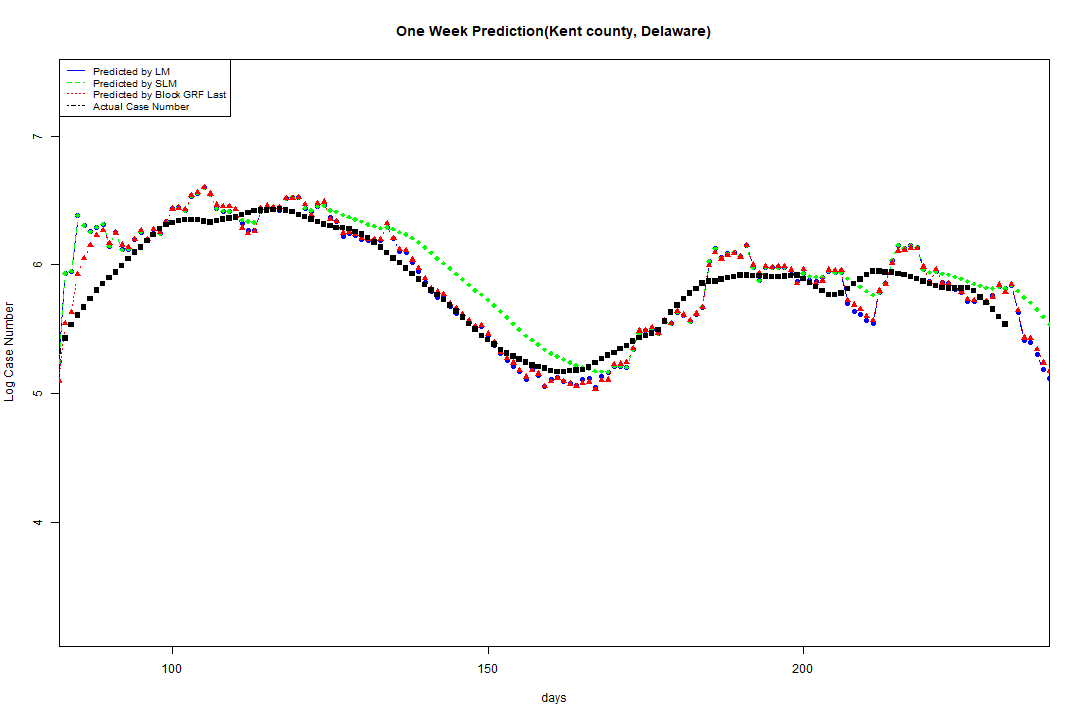 One Week Prediction(Kent county, Delaware)
Predicted by LM
Predicted by SLM
Predicted by Block GRF Last
Actual Case Number
7
6
5
4
Log Case Number
100 150 200
days